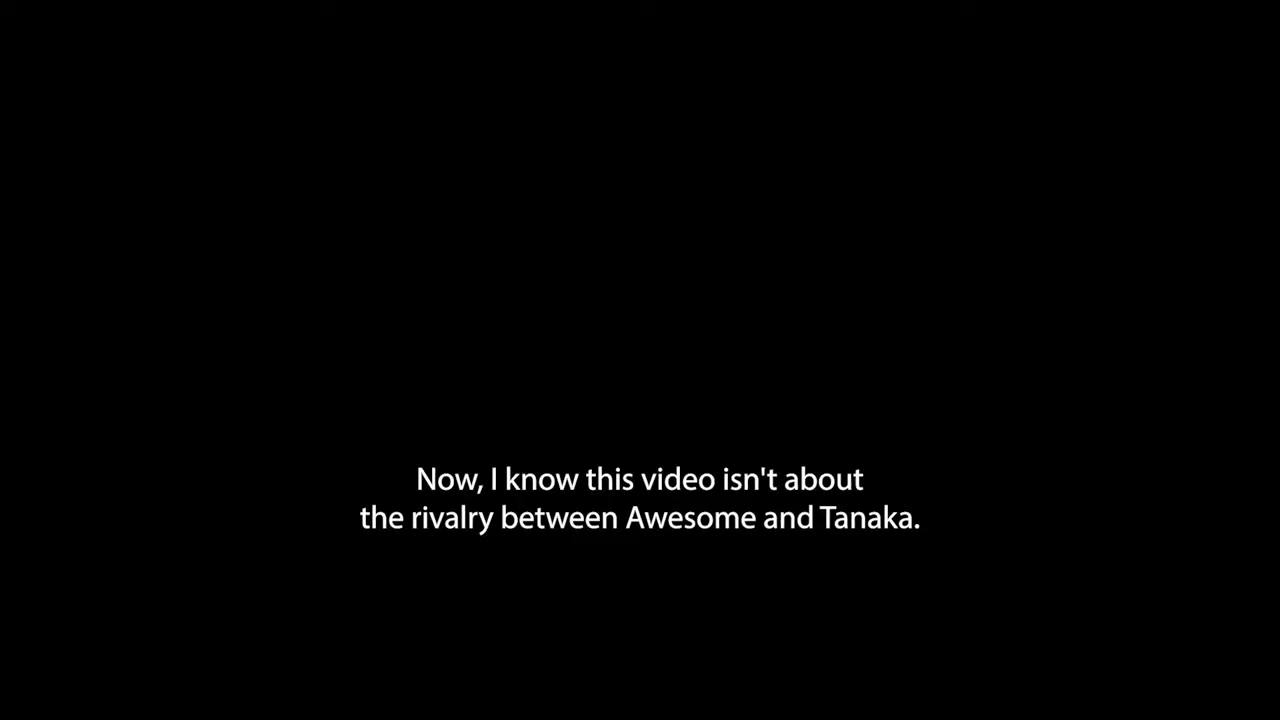 Now, I know this video isn't about
the rivalry between Awesome and Tanaka.